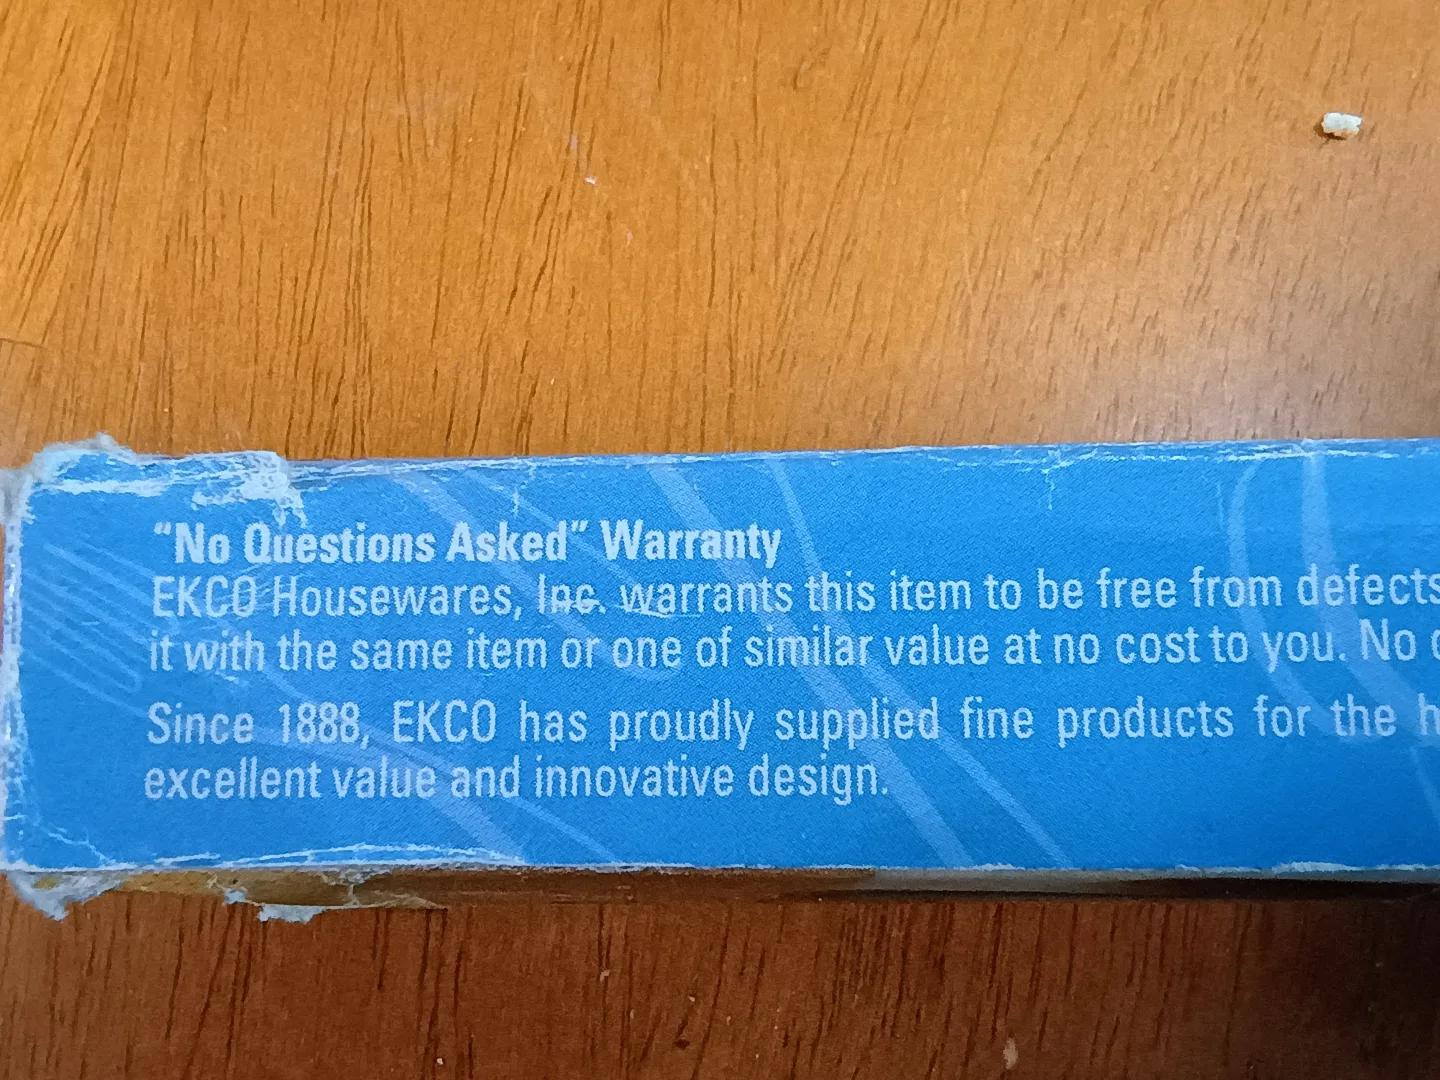 “No Questions Asked” Warranty
EKCO Housewares, Inc. warrants this item to be free from defects
it with the same item or one of similar value at no cost to you. No
Since 1888, EKCO has proudly supplied fine products for the
excellent value and innovative design.